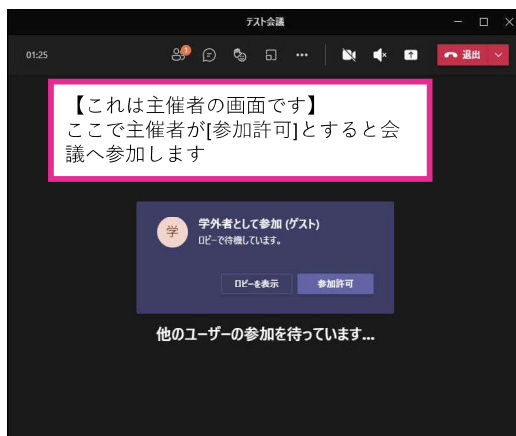 テスト会議
01:25
1
退出
【これは主催者の画面です】
ここで主催者が[参加許可]とすると会
議へ参加します
学
学外者として参加 (ゲスト)
ロビーで待機しています。
ロビーを表示
参加許可
他のユーザーの参加を待っています...